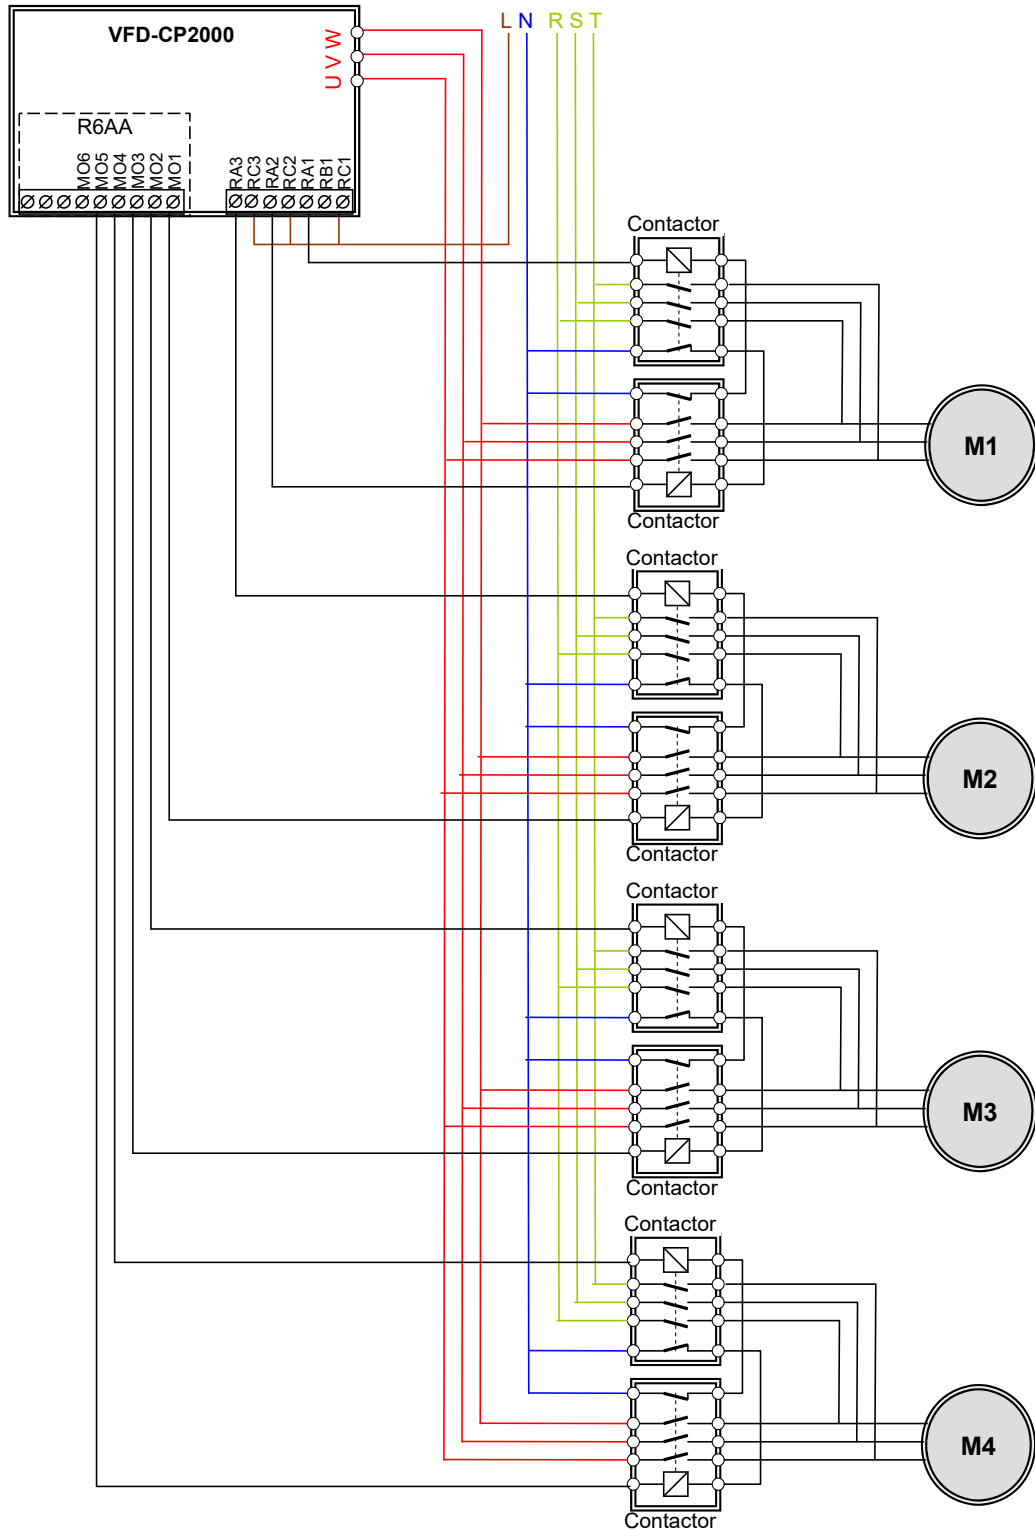 VFD-CP2000
L N R S T
U V W
R6AA
MO6
MO5
MO4
MO3
MO2
MO1
RA3
RC3
RA2
RC2
RA1
RB1
RC1
Contactor
M1
Contactor
Contactor
M2
Contactor
Contactor
M3
Contactor
Contactor
M4
Contactor